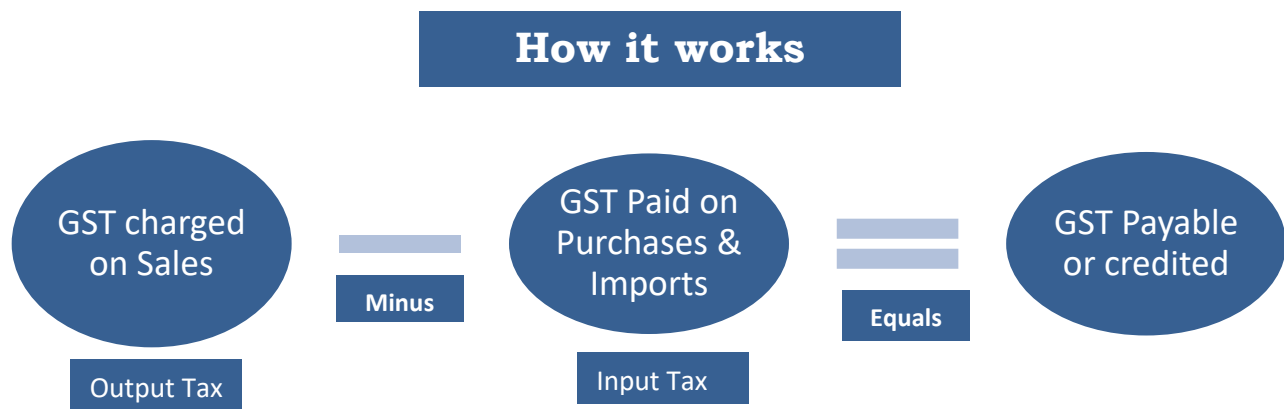 How it works
GST charged
on Sales
Minus
GST Paid on
Purchases &
Imports
Equals
GST Payable
or credited
Output Tax
Input Tax